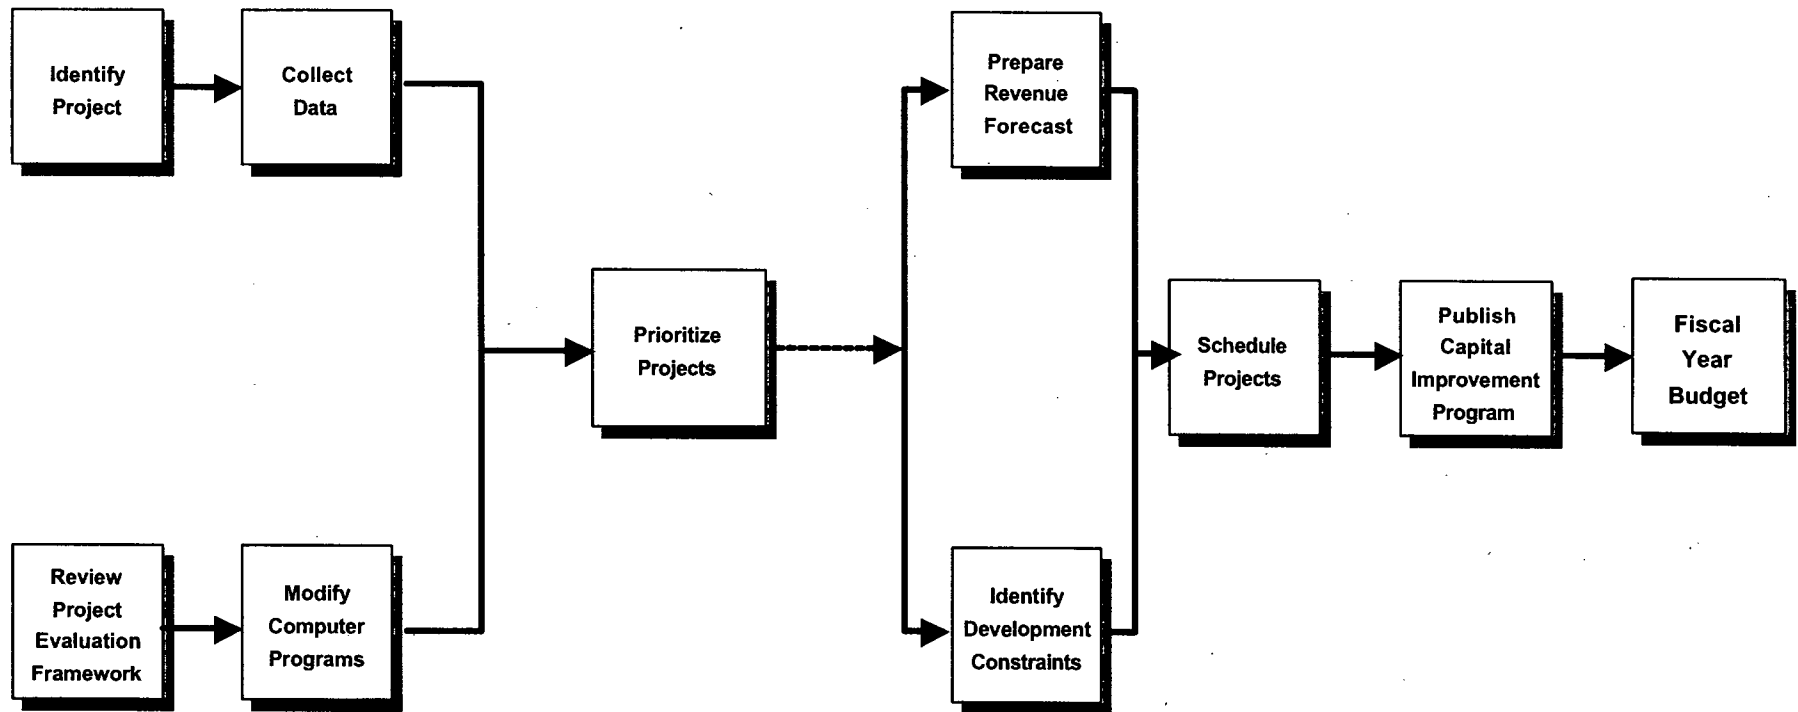 Identify
Project
Collect
Data
Review
Project
Evaluation
Framework
Modify
Computer
Programs
Prioritize
Projects
Prepare
Revenue
Forecast
Identify
Development
Constraints
Schedule
Projects
Publish
Capital
Improvement
Program
Fiscal
Year
Budget